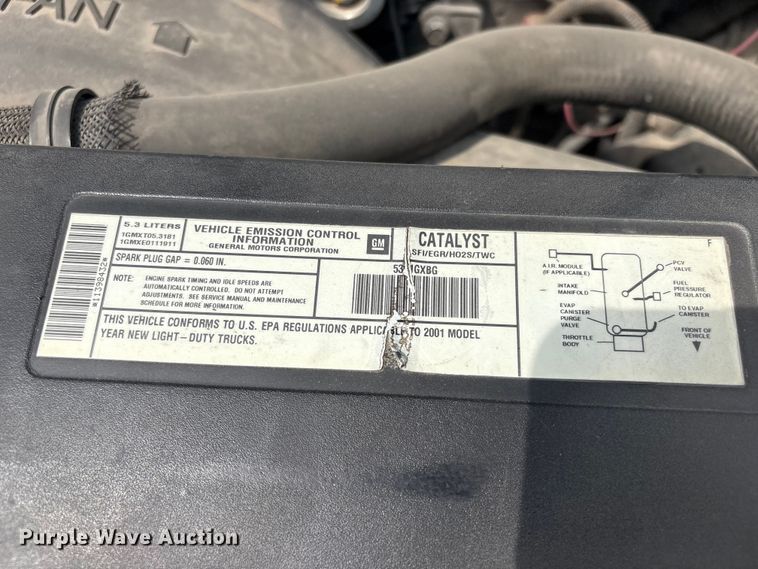 FAN
5.3 LITERS
1GMXT05.3181
1GMXE0111911
VEHICLE EMISSION CONTROL
INFORMATION
GENERAL MOTORS CORPORATION
GM
CATALYST
SFI/EGR/HO2S/TWC
SPARK PLUG GAP = 0.060 IN.
NOTE: ENGINE SPARK TIMING AND IDLE SPEEDS ARE
AUTOMATICALLY CONTROLLED. DO NOT ATTEMPT
ADJUSTMENTS. SEE SERVICE MANUAL AND MAINTENANCE
SCHEDULE FOR MORE INFORMATION.
GXBG
THIS VEHICLE CONFORMS TO U.S. EPA REGULATIONS APPLICABLE TO 2001 MODEL
YEAR NEW LIGHT-DUTY TRUCKS.
*11398432*
F
A.I.R. MODULE
(IF APPLICABLE)
INTAKE
MANIFOLD
EVAP
CANISTER
PURGE
VALVE
THROTTLE
BODY
PCV
VALVE
FUEL
PRESSURE
REGULATOR
TO EVAP
CANISTER
FRONT OF
VEHICLE
Purple Wave Auction